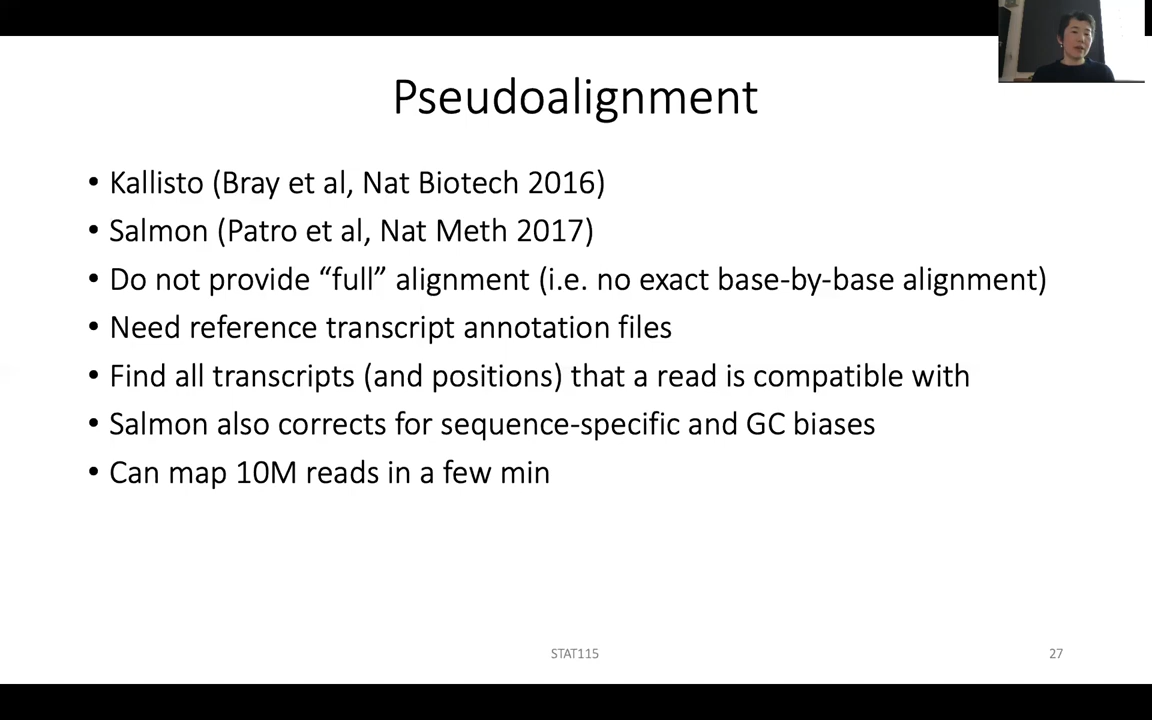 Pseudoalignment
• Kallisto (Bray et al, Nat Biotech 2016)
• Salmon (Patro et al, Nat Meth 2017)
• Do not provide “full” alignment (i.e. no exact base-by-base alignment)
• Need reference transcript annotation files
• Find all transcripts (and positions) that a read is compatible with
• Salmon also corrects for sequence-specific and GC biases
• Can map 10M reads in a few min
STAT115
27